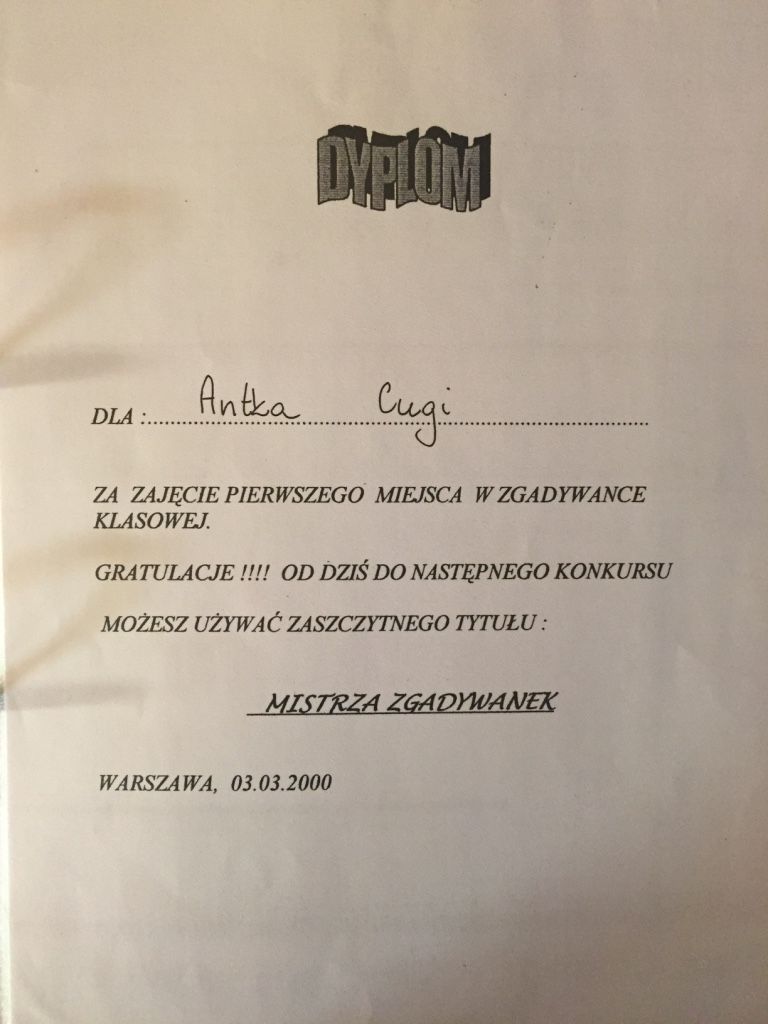 DYPLOM
DLA :..... Antka Cugi .....
ZA ZAJĘCIE PIERWSZEGO MIEJSCA W ZGADYWANCE
KLASOWEJ.
GRATULACJE !!!! OD DZIŚ DO NASTĘPNEGO KONKURSU
MOŻESZ UŻYWAĆ ZASZCZYTNEGO TYTUŁU :
MISTRZA ZGADYWANEK
WARSZAWA, 03.03.2000